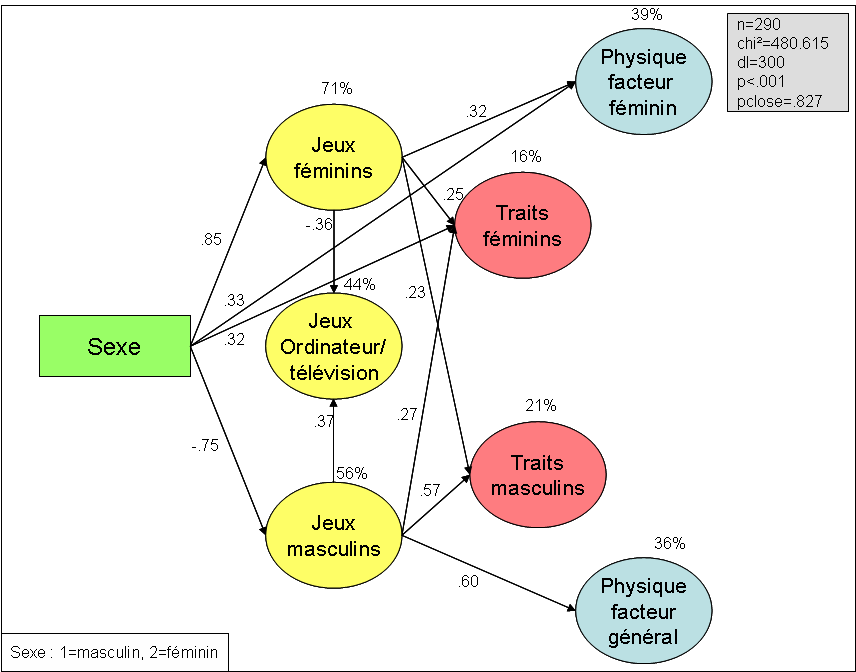 39%
n=290
chi²=480.615
dl=300
p<.001
pclose=.827
Physique
facteur
féminin
71%
.32
Jeux
féminins
16%
.25
Traits
féminins
-.36
.85
44%
.33
.23
.32
Jeux
Ordinateur/
télévision
Sexe
.37
.27
21%
-.75
56%
Traits
masculins
.57
Jeux
masculins
36%
.60
Physique
facteur
général
Sexe : 1=masculin, 2=féminin